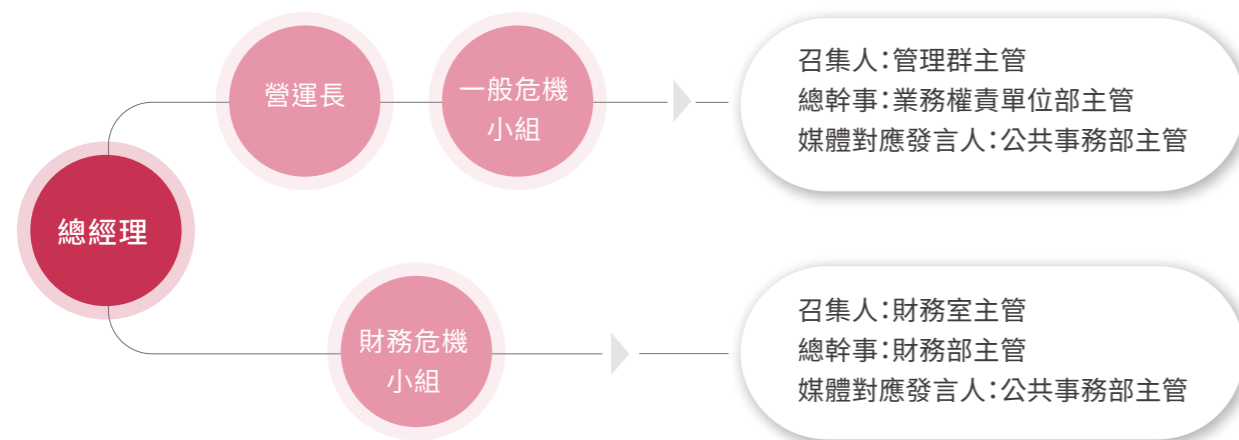 總經理
營運長
一般危機
小組
召集人：管理群主管
總幹事：業務權責單位部主管
媒體對應發言人：公共事務部主管
財務危機
小組
召集人：財務室主管
總幹事：財務部主管
媒體對應發言人：公共事務部主管